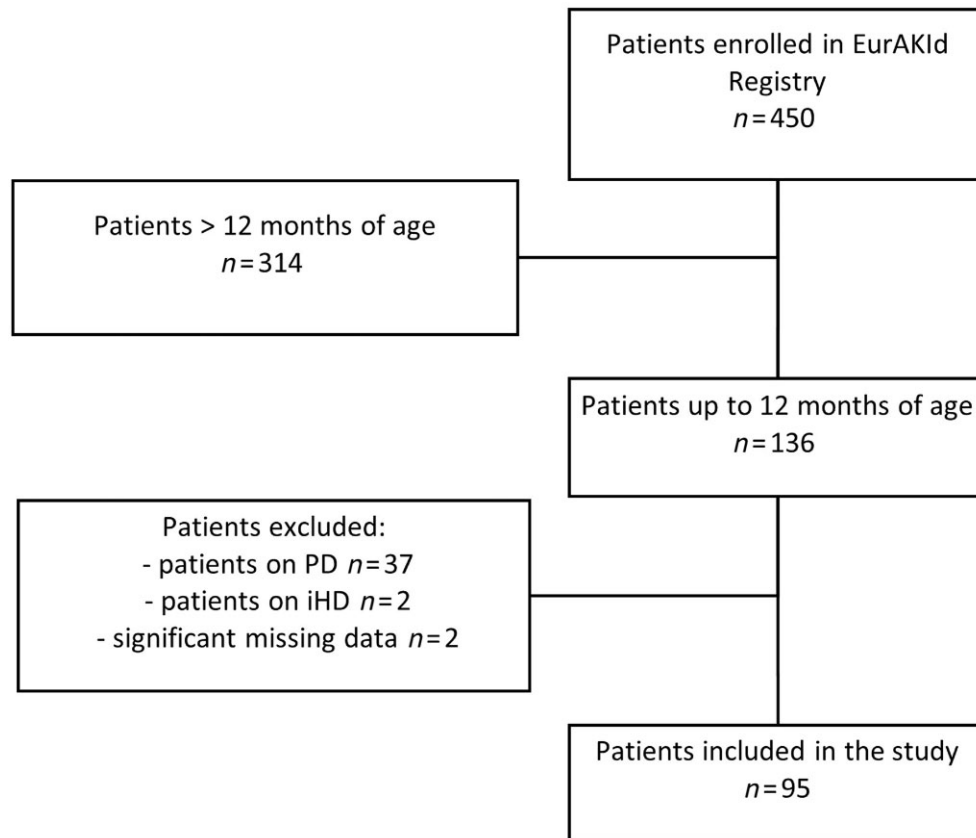 Patients enrolled in EurAKId
Registry
n=450
Patients > 12 months of age
n=314
Patients up to 12 months of age
n=136
Patients excluded:
- patients on PD n=37
- patients on iHD n=2
- significant missing data n=2
Patients included in the study
n=95